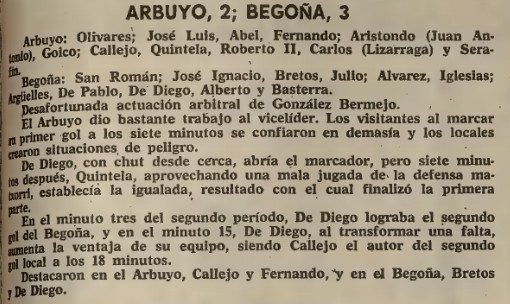 ARBUYO, 2; BEGOÑA, 3
Arbuyo: Olivares; José Luis, Abel, Fernando; Aristondo (Juan An-
tonio), Goico; Callejo, Quintela, Roberto II, Carlos (Lizarraga) y Sera-
fín.
Begoña: San Román; José Ignacio, Bretos, Julio; Alvarez, Iglesias;
Argüelles, De Pablo, De Diego, Alberto y Basterra.
Desafortunada actuación arbitral de González Bermejo.
El Arbuyo dio bastante trabajo al vicelíder. Los visitantes al marcar
primer gol a los siete minutos se confiaron en demasía y los locales
crearon situaciones de peligro.
De Diego, con chut desde cerca, abría el marcador, pero siete minu-
tos después, Quintela, aprovechando una mala jugada de la defensa ma-
txorri, establecía la igualada, resultado con el cual finalizó la primera
parte.
En el minuto tres del segundo período, De Diego lograba el segundo
gol del Begoña, y en el minuto 15, De Diego, al transformar una falta,
aumenta la ventaja de su equipo, siendo Callejo el autor del segundo
gol local a los 18 minutos.
Destacaron en el Arbuyo, Callejo y Fernando, y en el Begoña, Bretos
y De Diego.